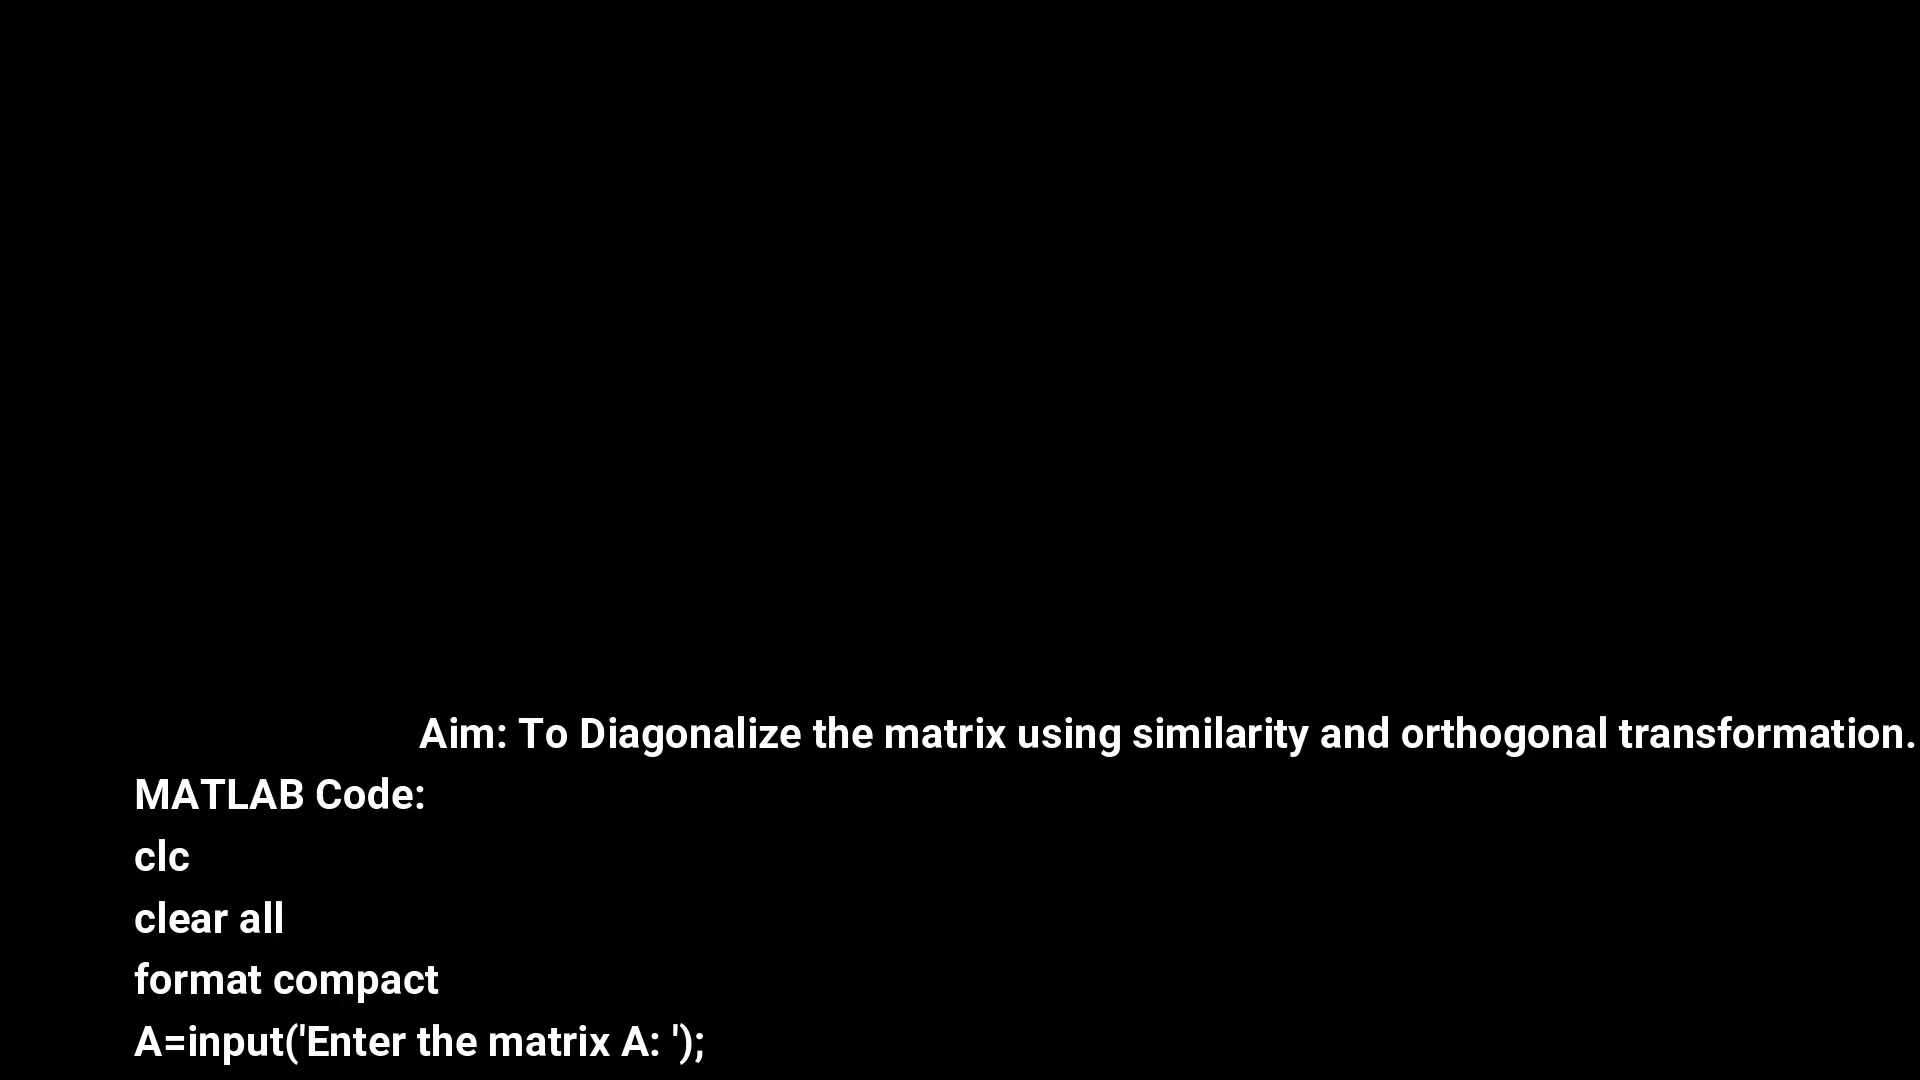 Aim: To Diagonalize the matrix using similarity and orthogonal transformation.
MATLAB Code:
clc
clear all
format compact
A=input('Enter the matrix A: ');